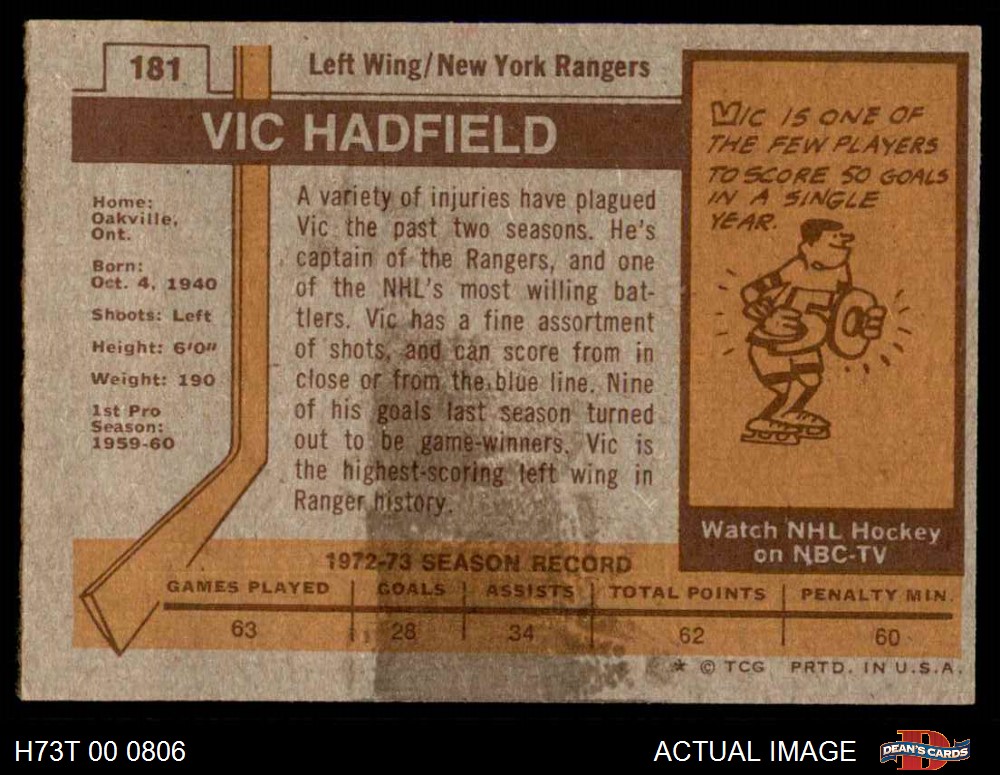 181
Left Wing/New York Rangers
VIC HADFIELD
Home:
Oakville,
Ont.
Born:
Oct. 4, 1940
Shoots: Left
Height: 6'0"
Weight: 190
1st Pro
Season:
1959-60
A variety of injuries have plagued
Vic the past two seasons. He's
captain of the Rangers, and one
of the NHL's most willing bat-
tlers. Vic has a fine assortment
of shots, and can score from in
close or from the blue line. Nine
of his goals last season turned
out to be game-winners. Vic is
the highest-scoring left wing in
Ranger history.
VIC IS ONE OF
THE FEW PLAYERS
TO SCORE 50 GOALS
IN A SINGLE
YEAR.
50
Watch NHL Hockey
on NBC-TV
1972-73 SEASON RECORD
GAMES PLAYED GOALS ASSISTS TOTAL POINTS PENALTY MIN.
63 28 34 62 60
* © TCG PRTD. IN U.S.A.
H73T 00 0806
ACTUAL IMAGE
DEAN'S CARDS